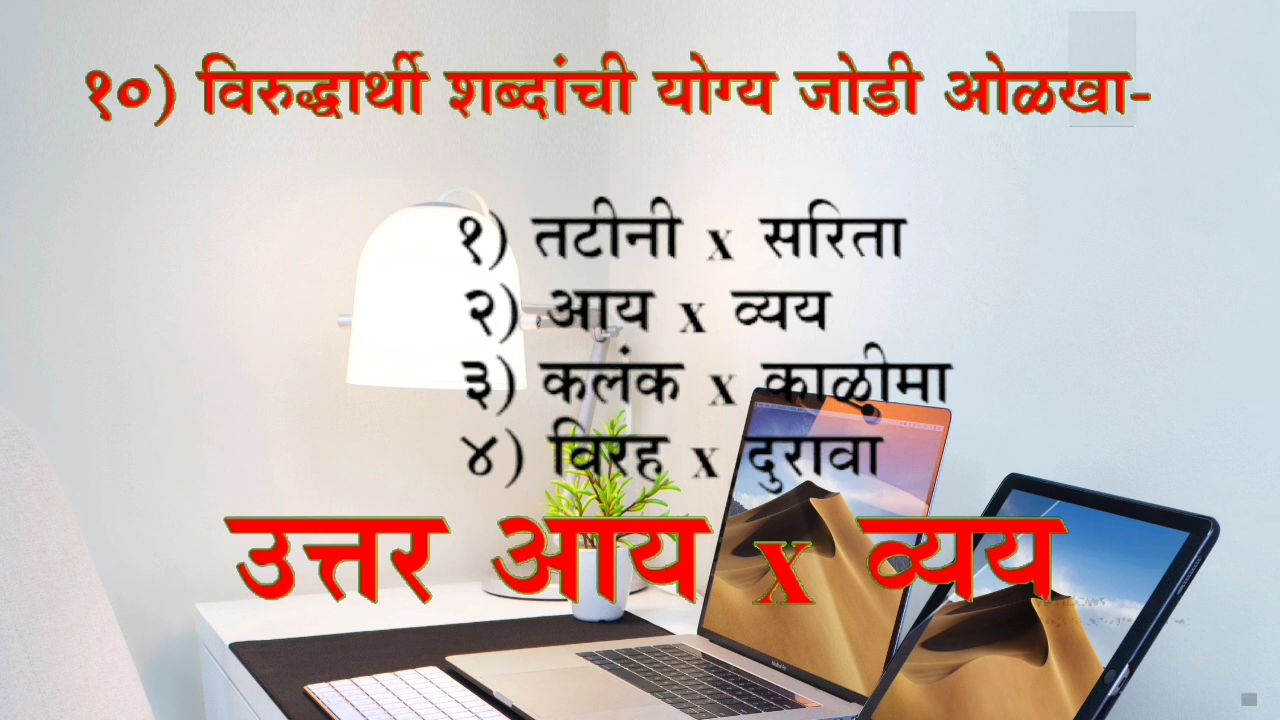 १०) विरुद्धार्थी शब्दांची योग्य जोडी ओळखा-
१) तटीनी x सरिता
२) आय x व्यय
३) कलंक x काळीमा
४) विरह x दुरावा
उत्तर आय x व्यय